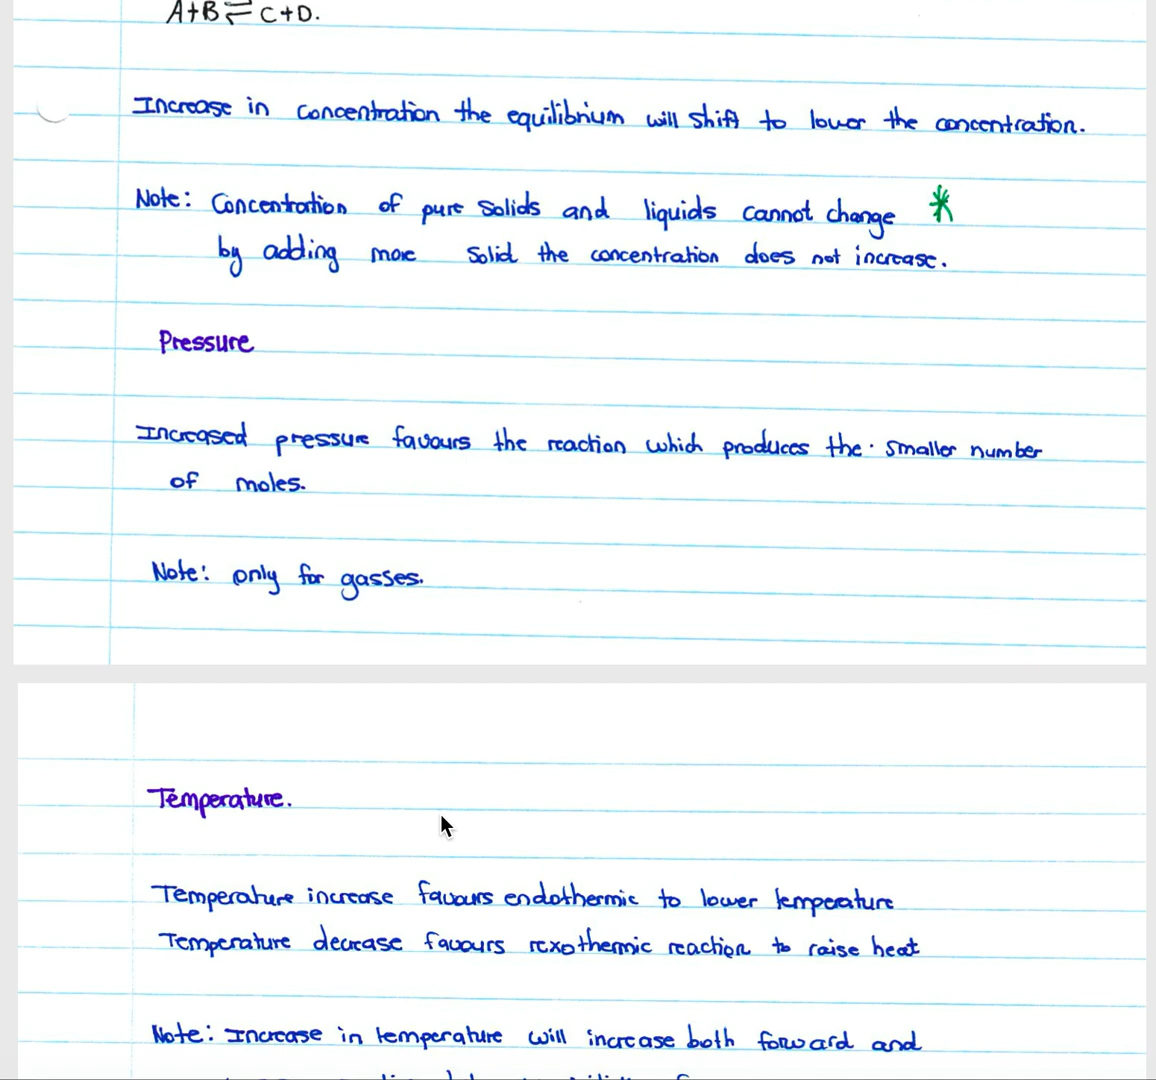 A+B⇌C+D.
Increase in concentration the equilibrium will shift to lower the concentration.
Note: Concentration of pure solids and liquids cannot change *
by adding more solid the concentration does not increase.
Pressure
Increased pressure favours the reaction which produces the smaller number
of moles.
Note: only for gasses.
Temperature.
Temperature increase favours endothermic to lower temperature
Temperature decrease favours rexothermic reaction to raise heat
Note: Increase in temperature will increase both forward and